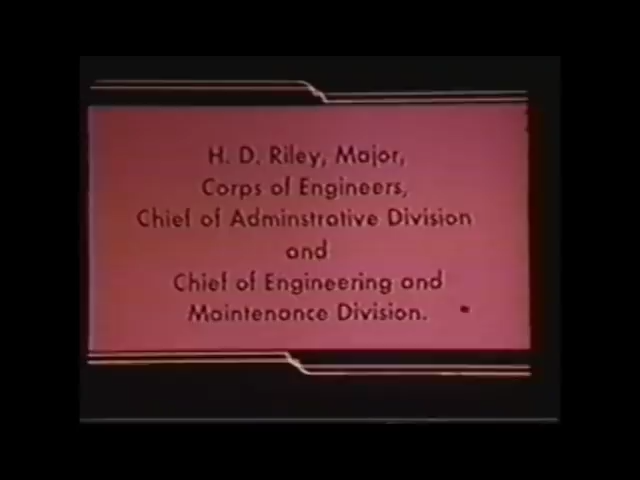 H. D. Riley, Major,
Corps of Engineers,
Chief of Adminstrative Division
and
Chief of Engineering and
Maintenance Division.